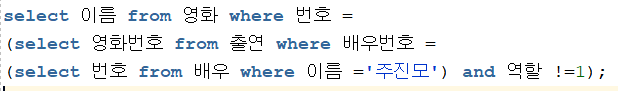 select 이름 from 영화 where 번호 =
(select 영화번호 from 출연 where 배우번호 =
(select 번호 from 배우 where 이름 ='주진모') and 역할 !=1);